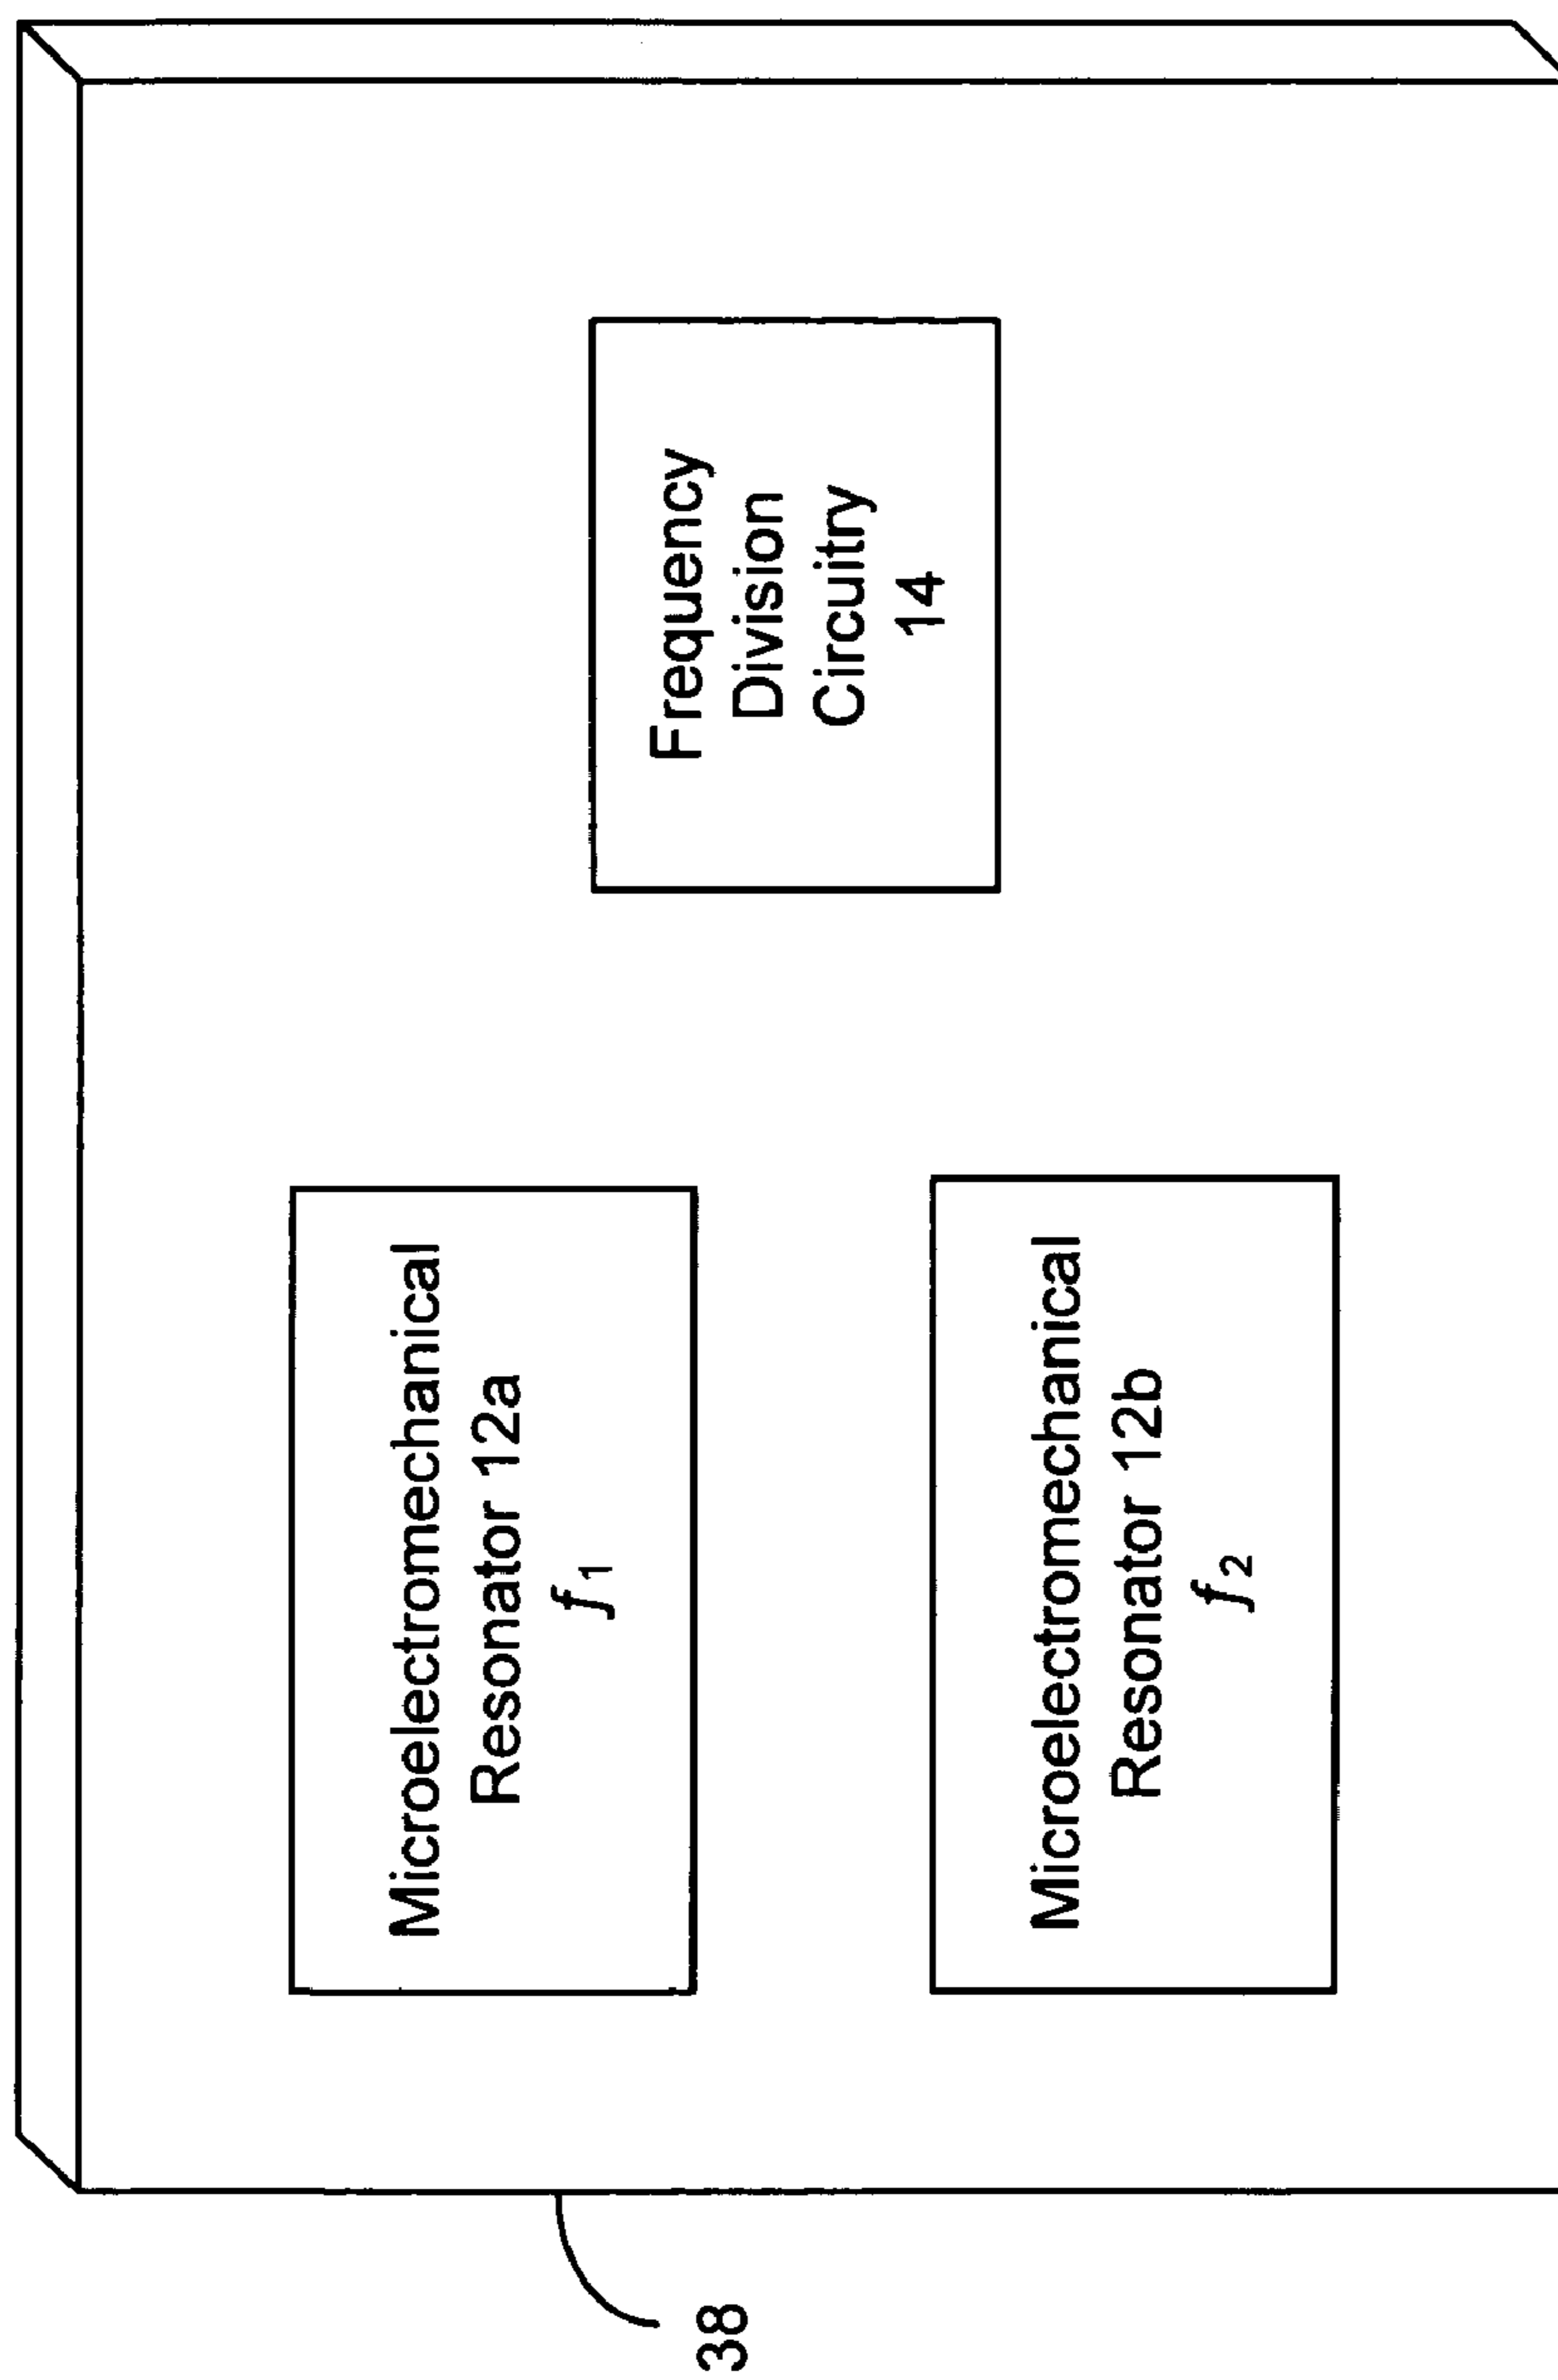 Microelectromechanical
Resonator 12a
f1
Microelectromechanical
Resonator 12b
f2
Frequency
Division
Circuitry
14
38